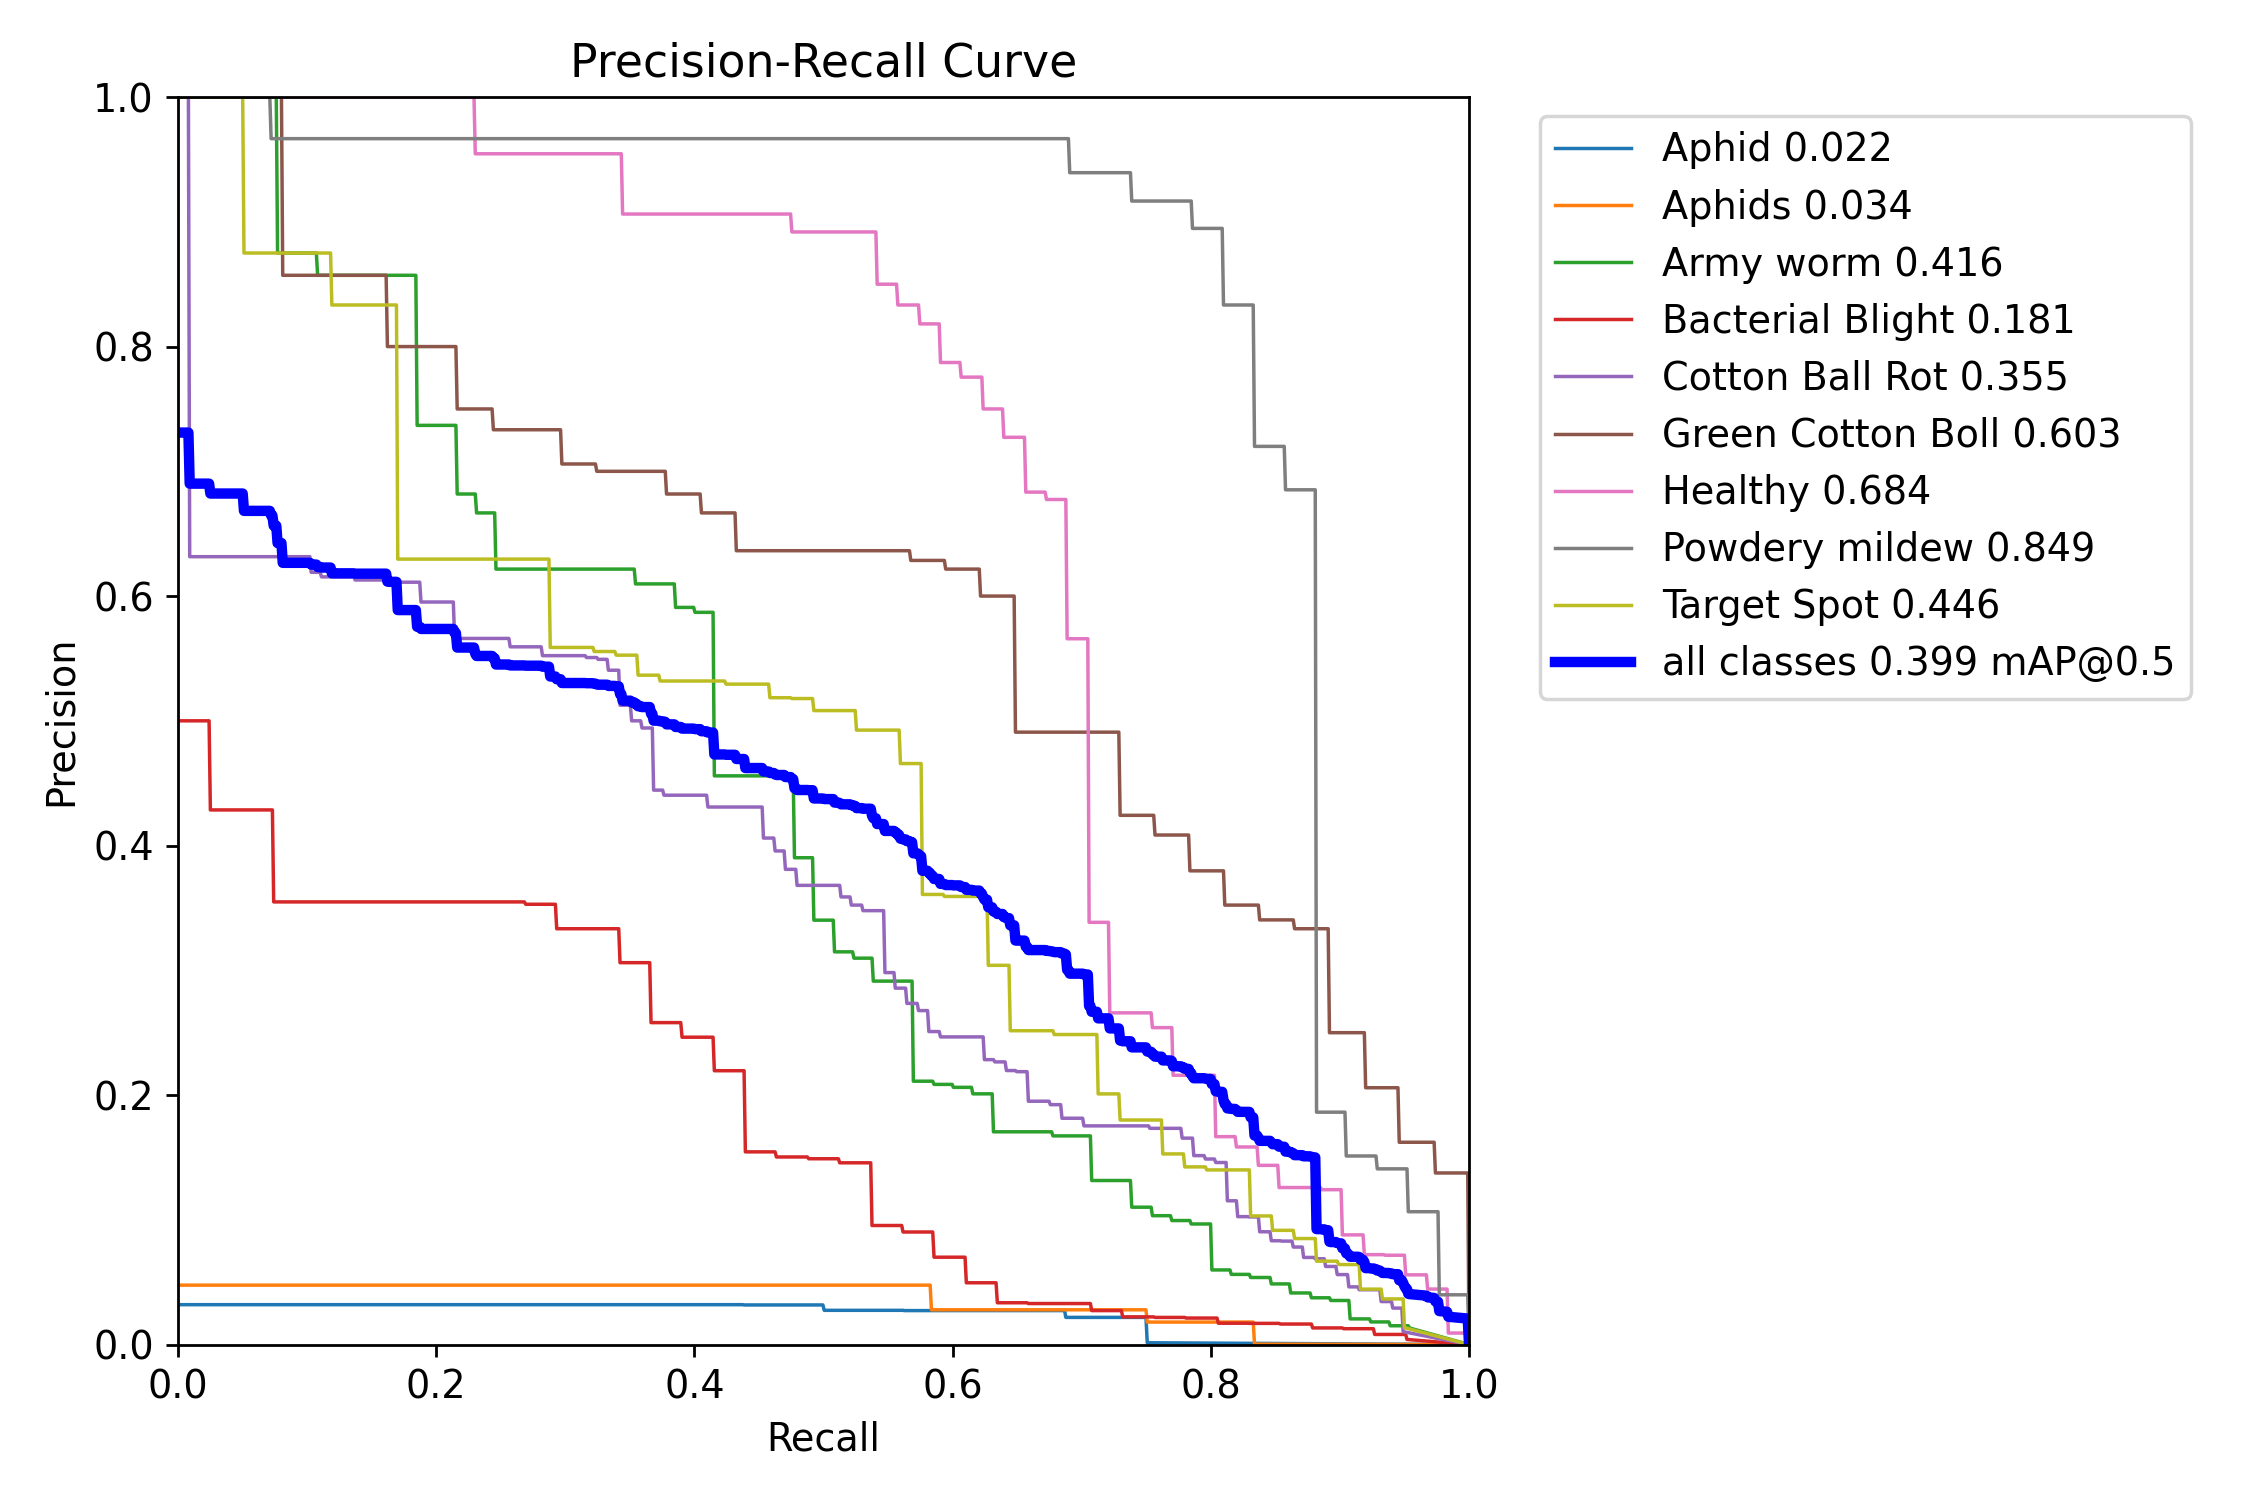 Precision-Recall Curve
1.0
0.8
0.6
0.4
0.2
0.0
Precision
0.0 0.2 0.4 0.6 0.8 1.0
Recall
Aphid 0.022
Aphids 0.034
Army worm 0.416
Bacterial Blight 0.181
Cotton Ball Rot 0.355
Green Cotton Boll 0.603
Healthy 0.684
Powdery mildew 0.849
Target Spot 0.446
all classes 0.399 mAP@0.5